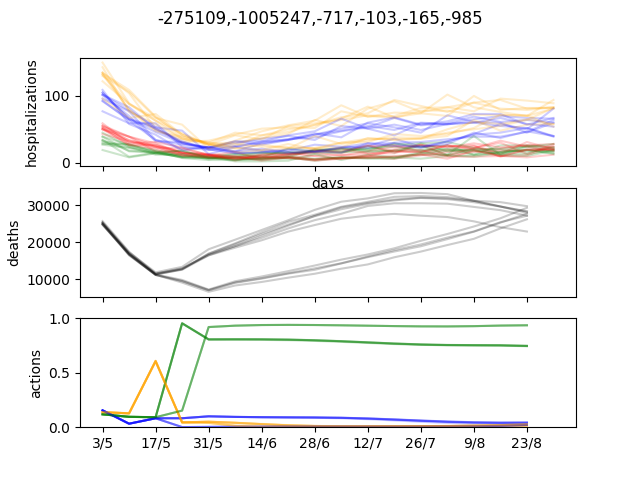 -275109,-1005247,-717,-103,-165,-985
hospitalizations
100
0
days
deaths
30000
20000
10000
actions
1.0
0.5
0.0
3/5 17/5 31/5 14/6 28/6 12/7 26/7 9/8 23/8